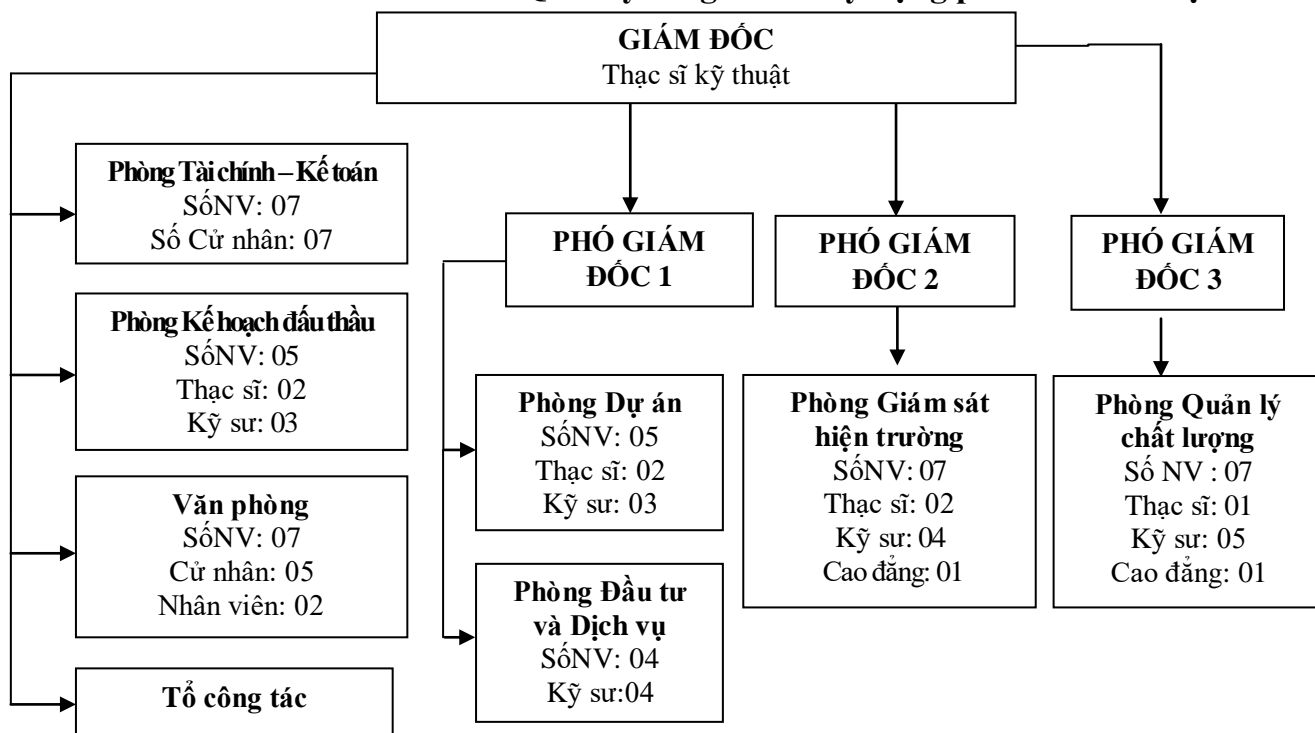 GIÁM ĐỐC
Thạc sĩ kỹ thuật
Phòng Tài chính – Kế toán
SốNV: 07
Số Cử nhân: 07
Phòng Kế hoạch đấu thầu
SốNV: 05
Thạc sĩ: 02
Kỹ sư: 03
Văn phòng
SốNV: 07
Cử nhân: 05
Nhân viên: 02
Tổ công tác
PHÓ GIÁM
ĐỐC 1
Phòng Dự án
SốNV: 05
Thạc sĩ: 02
Kỹ sư: 03
Phòng Đầu tư
và Dịch vụ
SốNV: 04
Kỹ sư:04
PHÓ GIÁM
ĐỐC 2
Phòng Giám sát
hiện trường
SốNV: 07
Thạc sĩ: 02
Kỹ sư: 04
Cao đẳng: 01
PHÓ GIÁM
ĐỐC 3
Phòng Quản lý
chất lượng
Số NV : 07
Thạc sĩ: 01
Kỹ sư: 05
Cao đẳng: 01